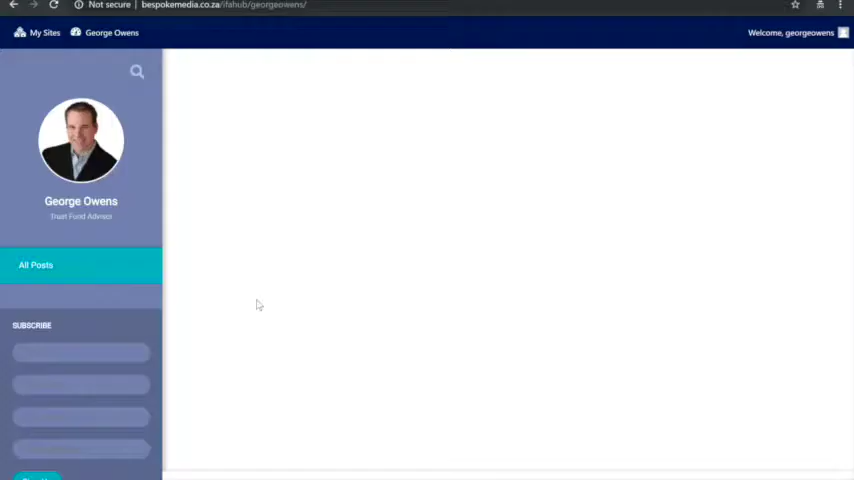 Not secure | bespokemedia.co.za/ifahub/georgeowens/
My Sites George Owens Welcome, georgeowens
George Owens
Trust Fund Advisor
All Posts
SUBSCRIBE